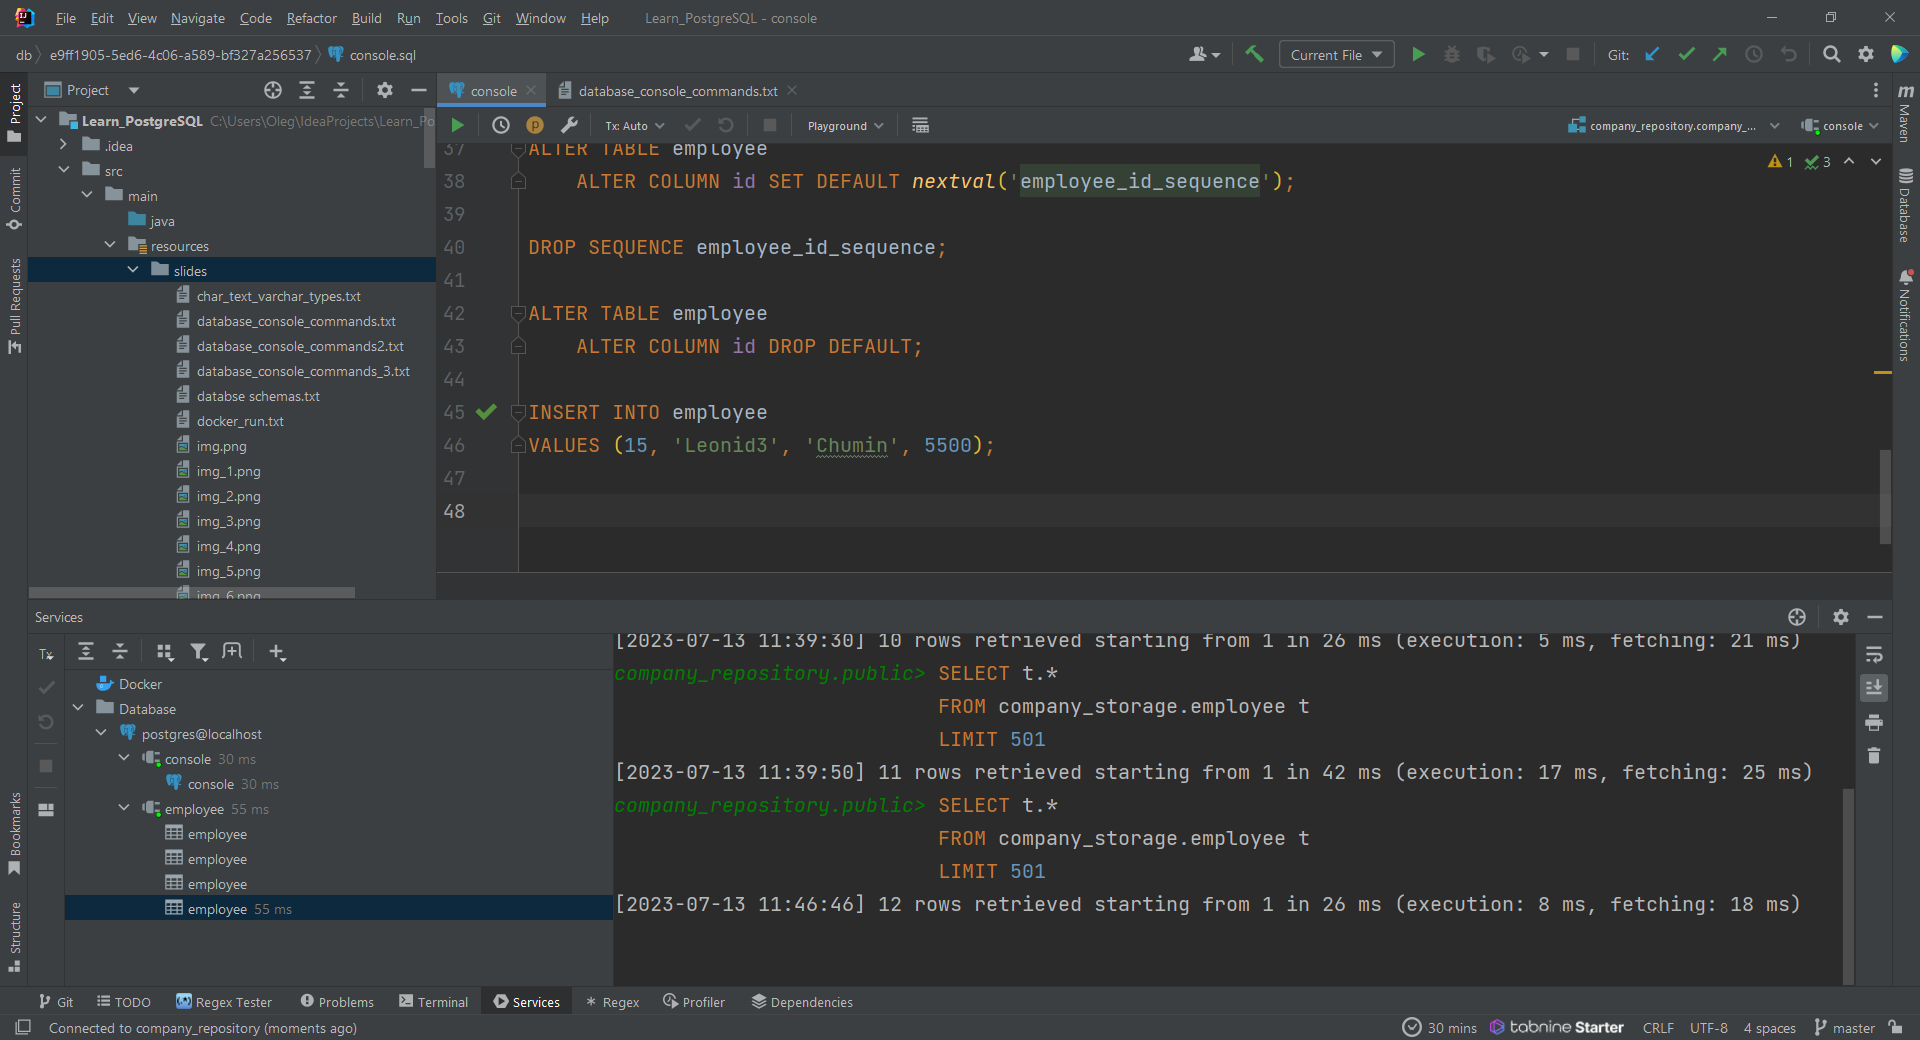 File Edit View Navigate Code Refactor Build Run Tools Git Window Help Learn_PostgreSQL - console
db e9ff1905-5ed6-4c06-a589-bf327a256537 console.sql Current File Git:
Project console database_console_commands.txt
Learn_PostgreSQL C:\Users\Oleg\IdeaProjects\Learn_Po
Tx: Auto Playground company_repository.company_... console
.idea
src
main
java
resources
slides
char_text_varchar_types.txt
database_console_commands.txt
database_console_commands2.txt
database_console_commands_3.txt
databse schemas.txt
docker_run.txt
img.png
img_1.png
img_2.png
img_3.png
img_4.png
img_5.png
img_6.png
37 ALTER TABLE employee
1 3
38 ALTER COLUMN id SET DEFAULT nextval('employee_id_sequence');
39
40 DROP SEQUENCE employee_id_sequence;
41
42 ALTER TABLE employee
43 ALTER COLUMN id DROP DEFAULT;
44
45 INSERT INTO employee
46 VALUES (15, 'Leonid3', 'Chumin', 5500);
47
48
Project
Commit
Pull Requests
Bookmarks
Structure
m Maven
Database
Notifications
Services
Tx
Docker
Database
postgres@localhost
console 30 ms
console 30 ms
employee 55 ms
employee
employee
employee
employee 55 ms
[2023-07-13 11:39:30] 10 rows retrieved starting from 1 in 26 ms (execution: 5 ms, fetching: 21 ms)
company_repository.public> SELECT t.*
FROM company_storage.employee t
LIMIT 501
[2023-07-13 11:39:50] 11 rows retrieved starting from 1 in 42 ms (execution: 17 ms, fetching: 25 ms)
company_repository.public> SELECT t.*
FROM company_storage.employee t
LIMIT 501
[2023-07-13 11:46:46] 12 rows retrieved starting from 1 in 26 ms (execution: 8 ms, fetching: 18 ms)
Git TODO Regex Tester Problems Terminal Services Regex Profiler Dependencies
Connected to company_repository (moments ago) 30 mins tabnine Starter CRLF UTF-8 4 spaces master